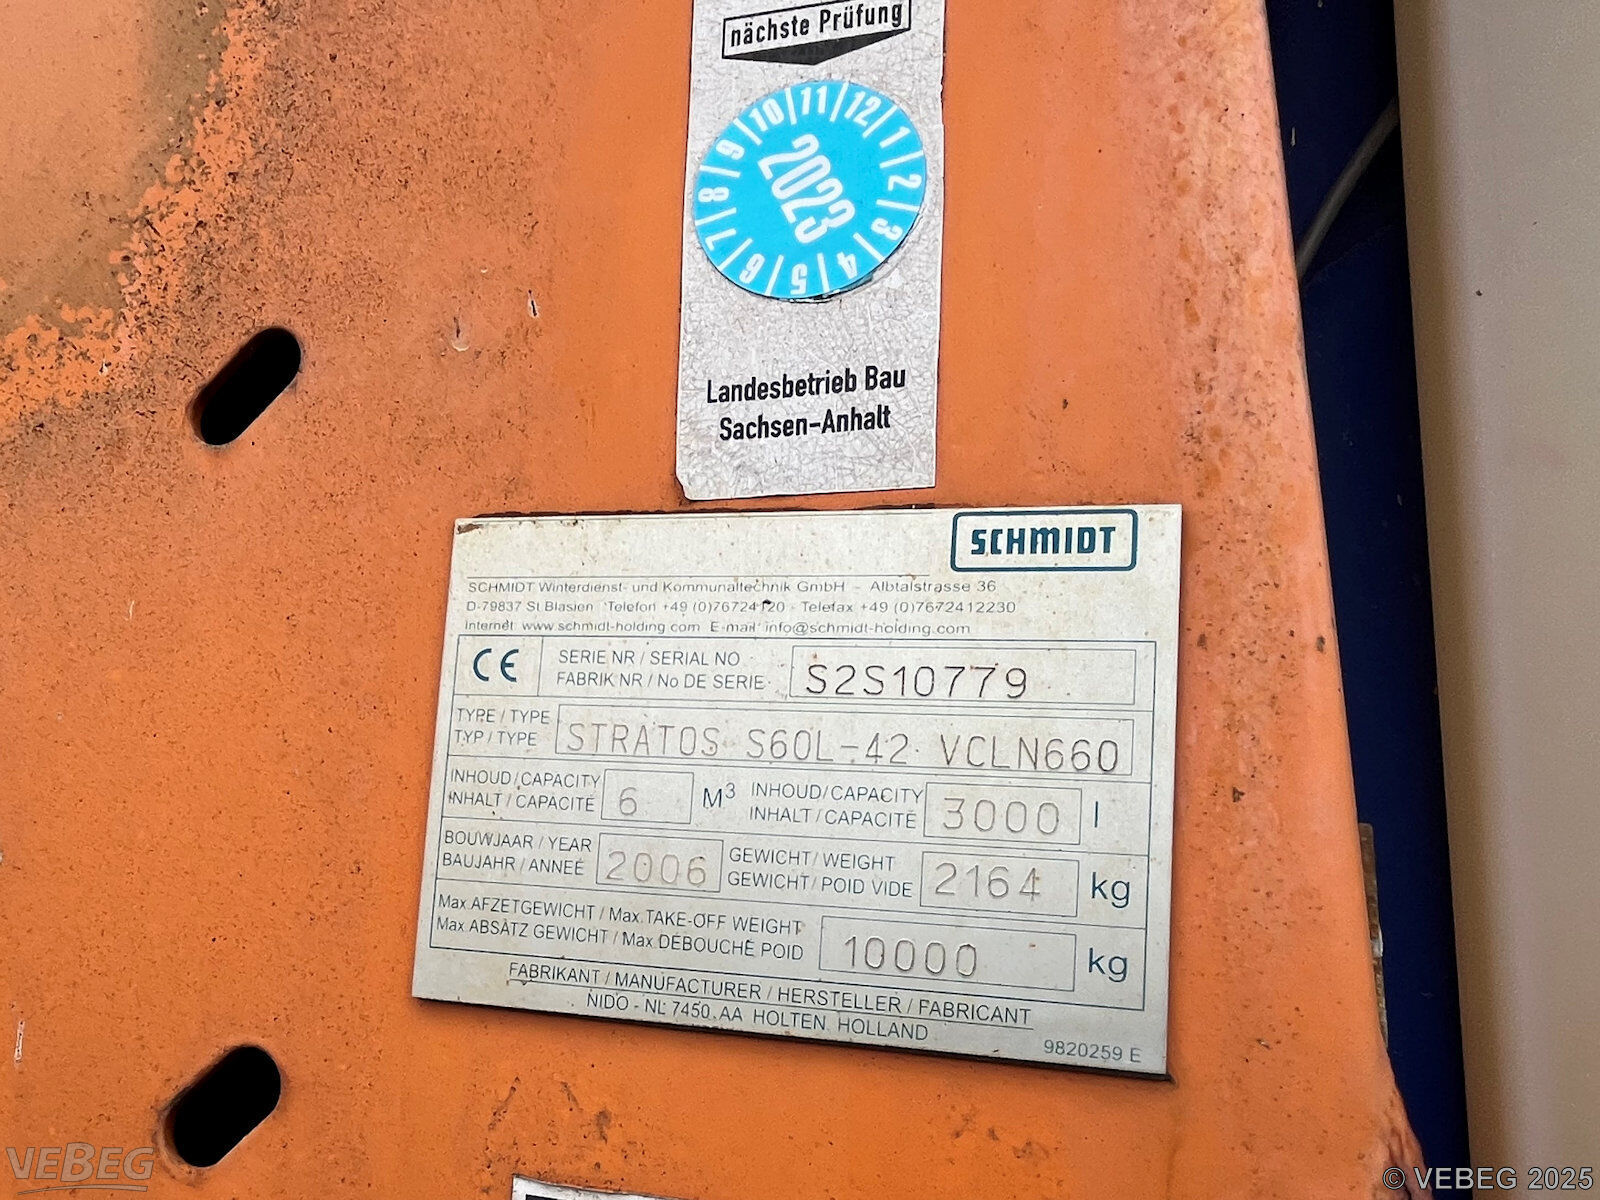 nächste Prüfung
10 11 12 1 2 3 4 5 6 7 8 9
2023
Landesbetrieb Bau
Sachsen-Anhalt
SCHMIDT
SCHMIDT Winterdienst- und Kommunaltechnik GmbH - Albtalstrasse 36
D-79837 St.Blasien Telefon +49 (0)76724120 - Telefax +49 (0)7672412230
Internet: www.schmidt-holding.com E-mail: info@schmidt-holding.com
CE
SERIE NR / SERIAL NO
FABRIK NR / No DE SERIE
S2S10779
TYPE / TYPE
TYP / TYPE
STRATOS S60L-42 VCLN660
INHOUD / CAPACITY
INHALT / CAPACITÉ
6 M³
INHOUD / CAPACITY
INHALT / CAPACITÉ
3000 l
BOUWJAAR / YEAR
BAUJAHR / ANNEÉ
2006
GEWICHT / WEIGHT
GEWICHT / POID VIDE
2164 kg
Max.AFZETGEWICHT / Max.TAKE-OFF WEIGHT
Max.ABSATZ GEWICHT / Max.DÉBOUCHÉ POID
10000 kg
FABRIKANT / MANUFACTURER / HERSTELLER / FABRICANT
NIDO - NL 7450 AA HOLTEN HOLLAND
9820259 E
VEBEG
© VEBEG 2025